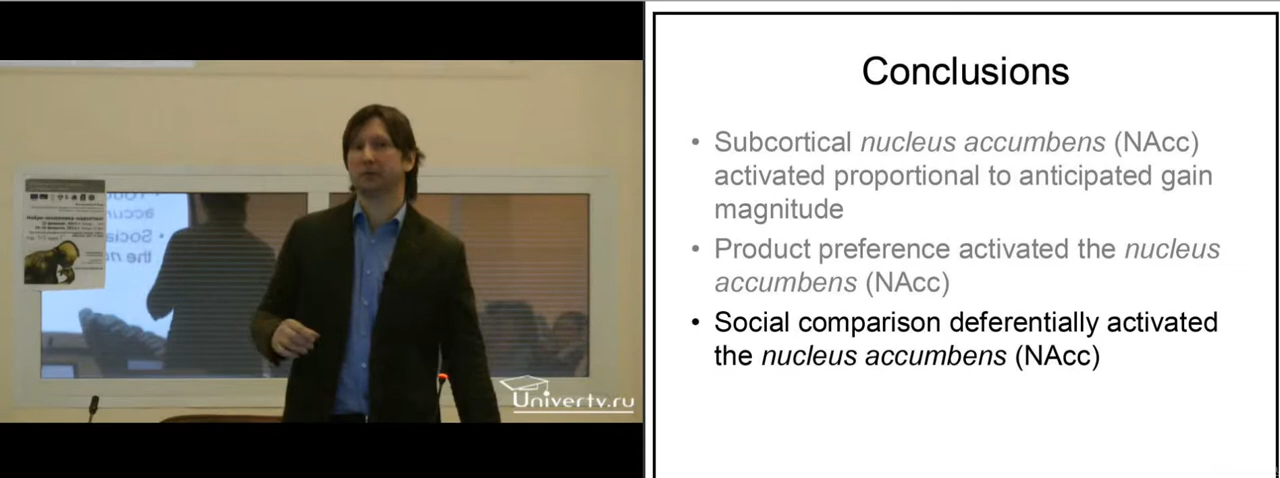 Conclusions
• Subcortical nucleus accumbens (NAcc)
activated proportional to anticipated gain
magnitude
• Product preference activated the nucleus
accumbens (NAcc)
• Social comparison deferentially activated
the nucleus accumbens (NAcc)
Univertv.ru